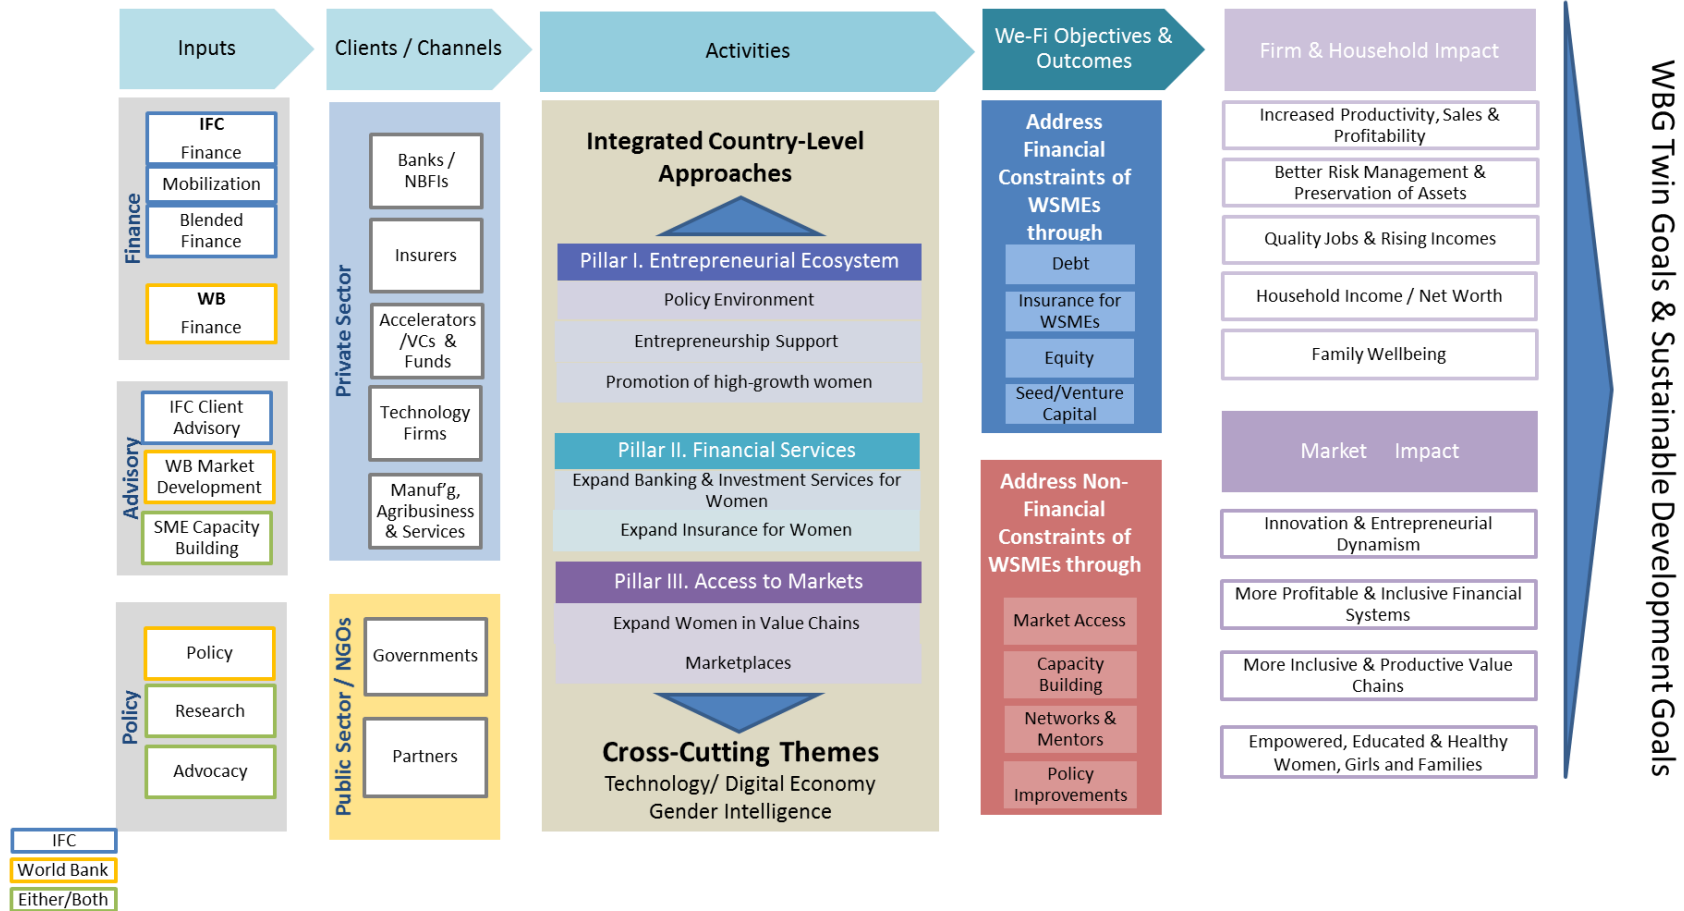 Inputs
Clients / Channels
Activities
We-Fi Objectives &
Outcomes
Firm & Household Impact
Finance
IFC
Finance
Mobilization
Blended
Finance
WB
Finance
Advisory
IFC Client
Advisory
WB Market
Development
SME Capacity
Building
Policy
Policy
Research
Advocacy
IFC
World Bank
Either/Both
Private Sector
Banks /
NBFIs
Insurers
Accelerators
/VCs &
Funds
Technology
Firms
Manuf'g,
Agribusiness
& Services
Public Sector / NGOs
Governments
Partners
Integrated Country-Level
Approaches
Pillar I. Entrepreneurial Ecosystem
Policy Environment
Entrepreneurship Support
Promotion of high-growth women
Pillar II. Financial Services
Expand Banking & Investment Services for
Women
Expand Insurance for Women
Pillar III. Access to Markets
Expand Women in Value Chains
Marketplaces
Cross-Cutting Themes
Technology/ Digital Economy
Gender Intelligence
Address
Financial
Constraints of
WSMEs
through
Debt
Insurance for
WSMEs
Equity
Seed/Venture
Capital
Address Non-
Financial
Constraints of
WSMEs through
Market Access
Capacity
Building
Networks &
Mentors
Policy
Improvements
Increased Productivity, Sales &
Profitability
Better Risk Management &
Preservation of Assets
Quality Jobs & Rising Incomes
Household Income / Net Worth
Family Wellbeing
Market Impact
Innovation & Entrepreneurial
Dynamism
More Profitable & Inclusive Financial
Systems
More Inclusive & Productive Value
Chains
Empowered, Educated & Healthy
Women, Girls and Families
WBG Twin Goals & Sustainable Development Goals